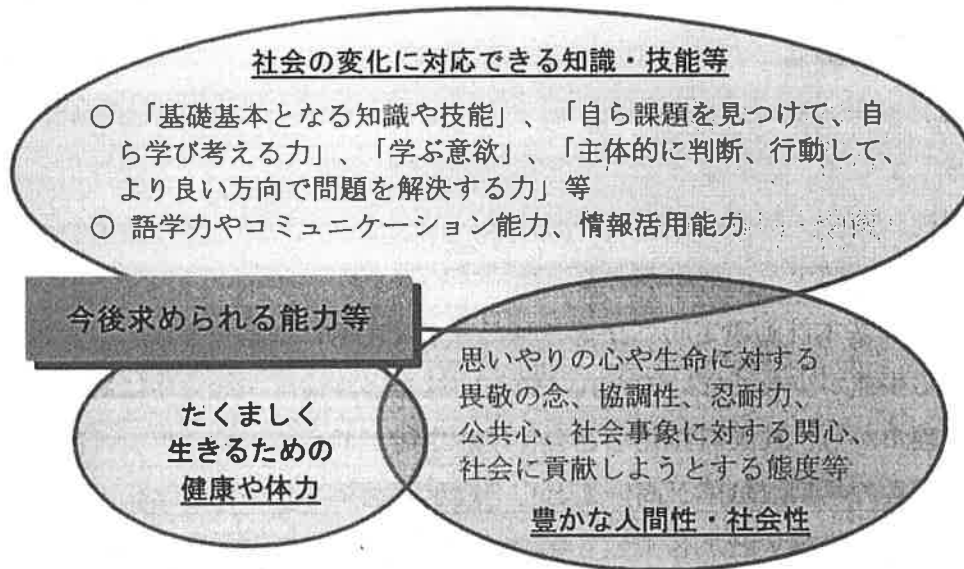 社会の変化に対応できる知識・技能等
○ 「基礎基本となる知識や技能」、「自ら課題を見つけて、自
ら学び考える力」、「学ぶ意欲」、「主体的に判断、行動して、
より良い方向で問題を解決する力」等
○ 語学力やコミュニケーション能力、情報活用能力
今後求められる能力等
たくましく
生きるための
健康や体力
思いやりの心や生命に対する
畏敬の念、協調性、忍耐力、
公共心、社会事象に対する関心、
社会に貢献しようとする態度等
豊かな人間性・社会性